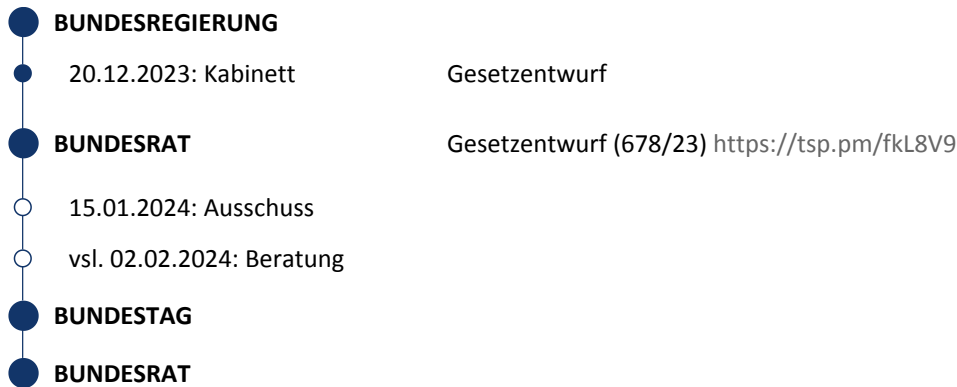 BUNDESREGIERUNG
20.12.2023: Kabinett Gesetzentwurf
BUNDESRAT Gesetzentwurf (678/23) https://tsp.pm/fkL8V9
15.01.2024: Ausschuss
vsl. 02.02.2024: Beratung
BUNDESTAG
BUNDESRAT